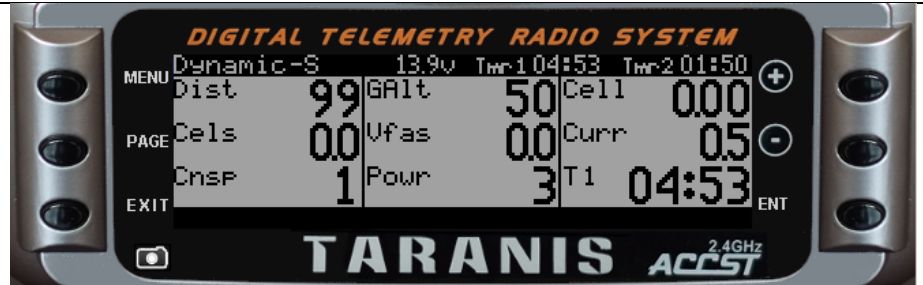 DIGITAL TELEMETRY RADIO SYSTEM
Dynamic-S 13.9v Tmr1 04:53 Tmr2 01:50
MENU
Dist 99 GAlt 50 Cell 0.00
PAGE
Cels 0.0 Vfas 0.0 Curr 0.5
Cnsp 1 Powr 3 T1 04:53
EXIT
ENT
TARANIS
ACCST 2.4GHz